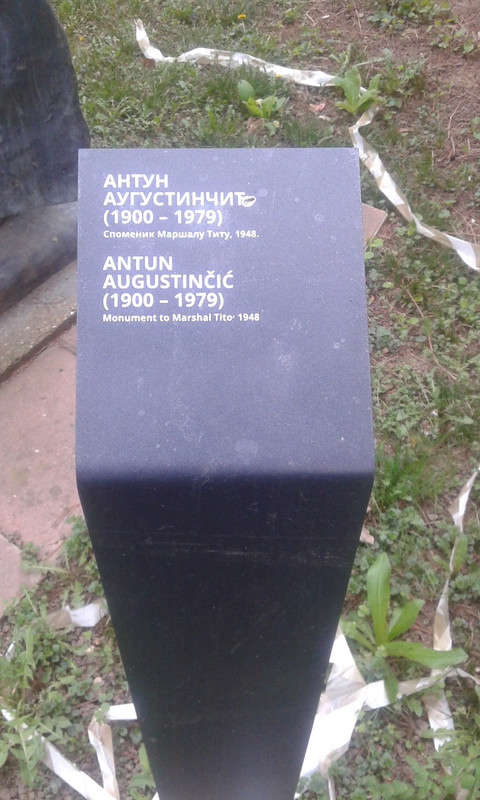 АНТУН
АУГУСТИНЧИЋ
(1900 – 1979)
Споменик Маршалу Титу, 1948.
ANTUN
AUGUSTINČIĆ
(1900 – 1979)
Monument to Marshal Tito, 1948